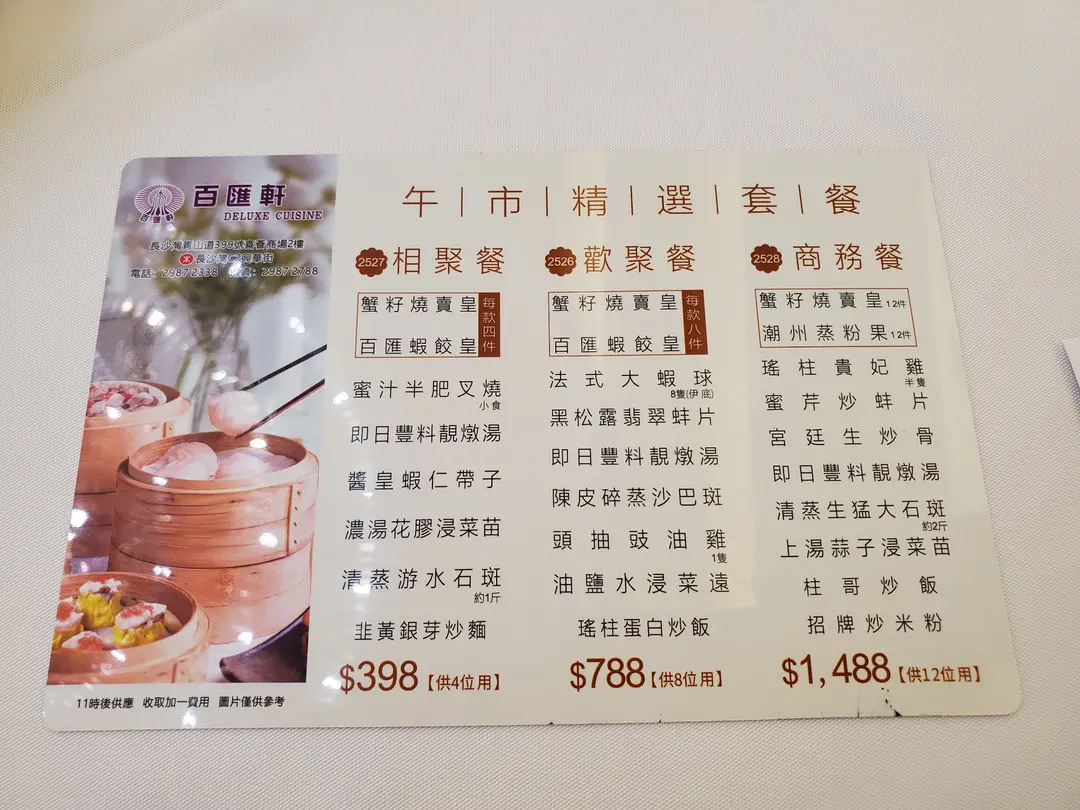 百匯軒
百匯軒
DELUXE CUISINE
長沙灣青山道398號喜薈商場2樓
電話：2987 2338 2987 2788
午|市|精|選|套|餐
2527 相聚餐
蟹籽燒賣皇
百匯蝦餃皇
每款四件
蜜汁半肥叉燒
小食
即日豐料靚燉湯
醬皇蝦仁帶子
濃湯花膠浸菜苗
清蒸游水石斑
約1斤
韭黃銀芽炒麵
$398【供4位用】
2526 歡聚餐
蟹籽燒賣皇
百匯蝦餃皇
每款八件
法式大蝦球
8隻(伊底)
黑松露翡翠蚌片
即日豐料靚燉湯
陳皮碎蒸沙巴斑
頭抽豉油雞
1隻
油鹽水浸菜遠
瑤柱蛋白炒飯
$788【供8位用】
2528 商務餐
蟹籽燒賣皇 12件
潮州蒸粉果 12件
瑤柱貴妃雞
半隻
蜜芹炒蚌片
宮廷生炒骨
即日豐料靚燉湯
清蒸生猛大石斑
約2斤
上湯蒜子浸菜苗
柱哥炒飯
招牌炒米粉
$1,488【供12位用】
11時後供應 收取加一費用 圖片僅供參考